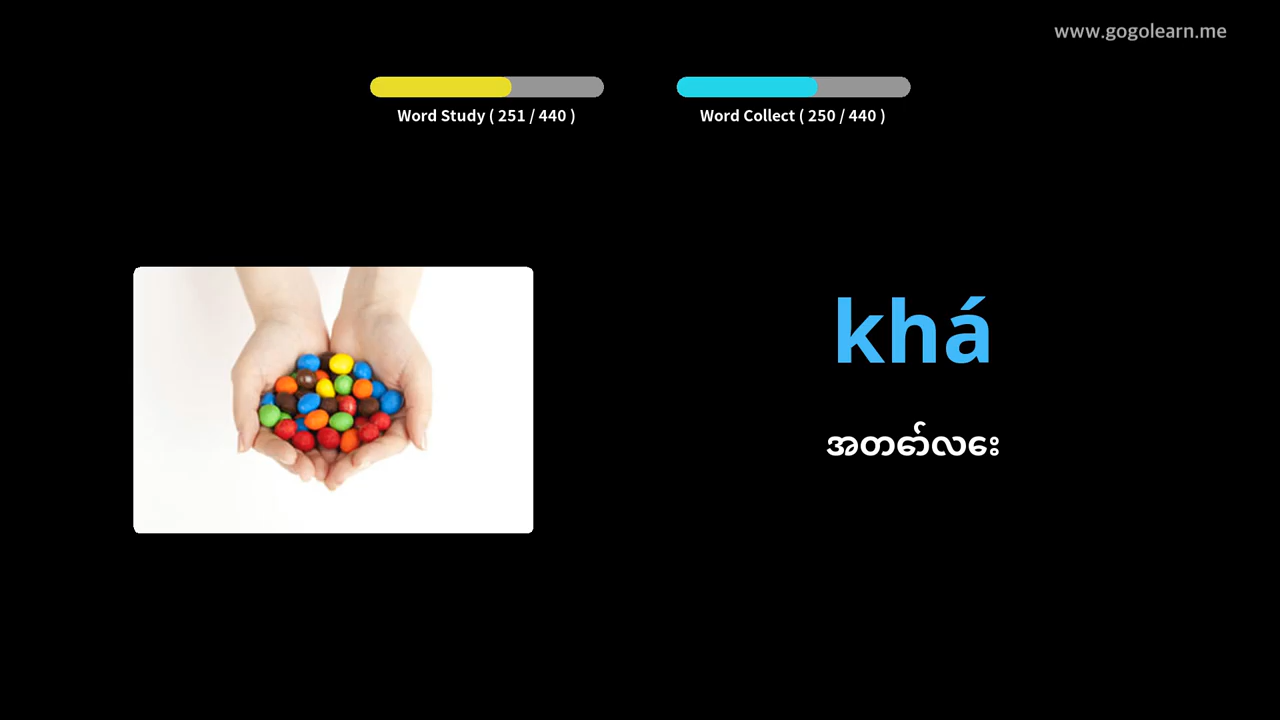 www.gogolearn.me
Word Study ( 251 / 440 )
Word Collect ( 250 / 440 )
khá
အတော်လေး